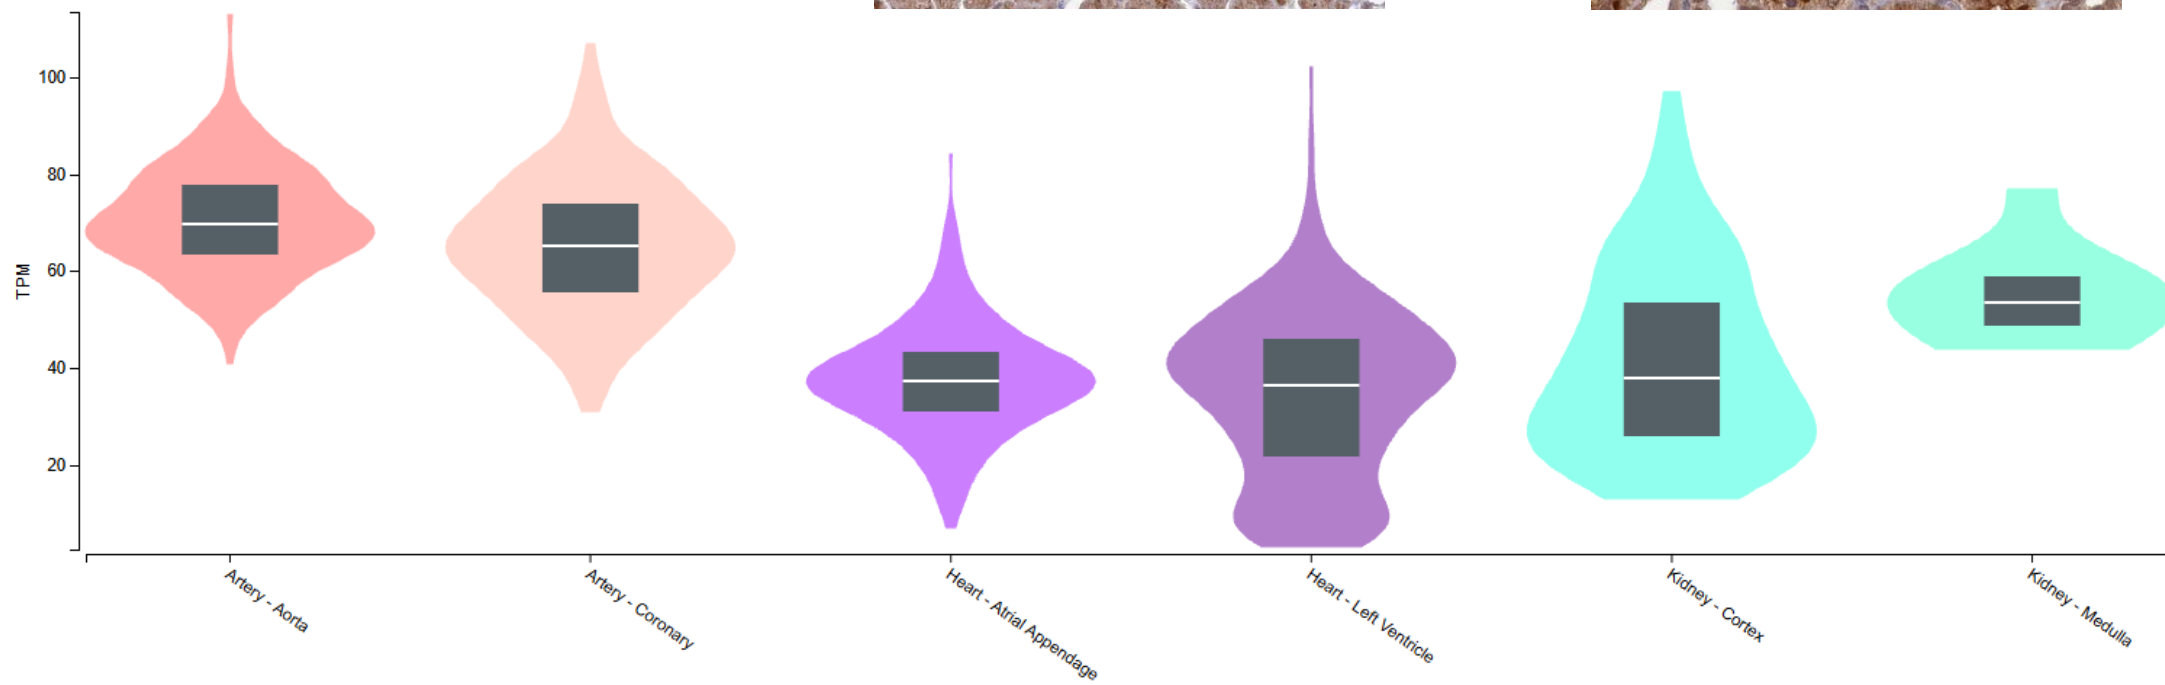 100
80
60
40
20
TPM
Artery - Aorta
Artery - Coronary
Heart - Atrial Appendage
Heart - Left Ventricle
Kidney - Cortex
Kidney - Medulla